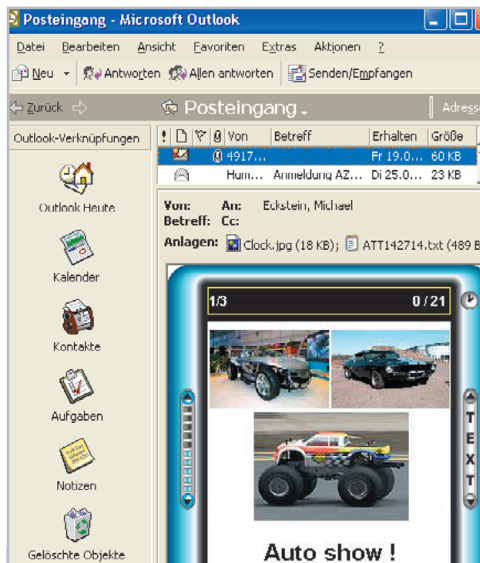 Posteingang - Microsoft Outlook
Datei Bearbeiten Ansicht Favoriten Extras Aktionen ?
Neu Antworten Allen antworten Senden/Empfangen
Zurück Posteingang
Outlook-Verknüpfungen
! Von Betreff Erhalten Größe
4917... Fr 19.0... 60 KB
Hum... Anmeldung AZ... Di 25.0... 23 KB
Outlook Heute
Kalender
Kontakte
Aufgaben
Notizen
Gelöschte Objekte
Von: An: Eckstein, Michael
Betreff: Cc:
Anlagen: Clock.jpg (18 KB); ATT142714.txt (489 B
1/3 0/21
TEXT
Auto show !